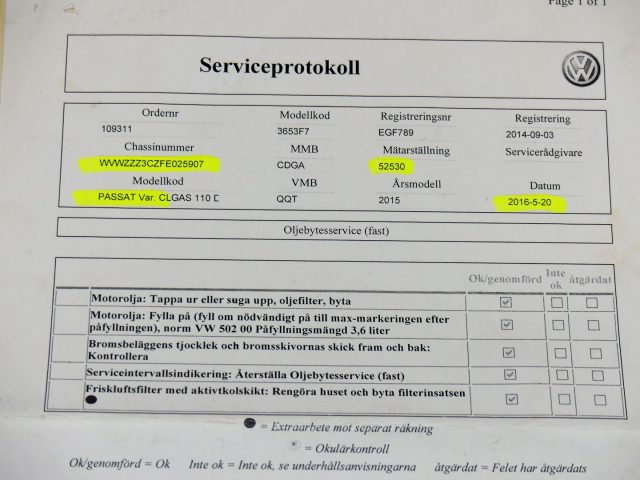 Page 1 of 1
Serviceprotokoll
Ordernr Modellkod Registreringsnr Registrering
109311 3653F7 EGF789 2014-09-03
Chassinummer MMB Mätarställning Servicerådgivare
WVWZZZ3CZFE025907 CDGA 52530
Modellkod VMB Årsmodell Datum
PASSAT Var. CLGAS 110 D QQT 2015 2016-5-20
Oljebytesservice (fast)
Ok/genomförd Inte ok åtgärdat
Motorolja: Tappa ur eller suga upp, oljefilter, byta
Motorolja: Fylla på (fyll om nödvändigt på till max-markeringen efter
påfyllningen), norm VW 502 00 Påfyllningsmängd 3,6 liter
Bromsbeläggens tjocklek och bromsskivornas skick fram och bak:
Kontrollera
Serviceintervallsindikering: Återställa Oljebytesservice (fast)
Friskluftsfilter med aktivtkolskikt: Rengöra huset och byta filterinsatsen
= Extraarbete mot separat räkning
= Okulärkontroll
Ok/genomförd = Ok Inte ok = Inte ok, se underhållsanvisningarna åtgärdat = Felet har åtgärdats